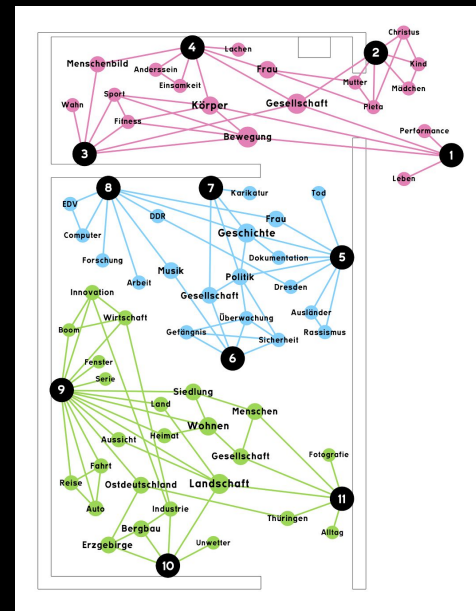 Christus
4
Lachen
2
Menschenbild
Kind
Anderssein
Frau
Mutter
Einsamkeit
Mädchen
Sport
Wahn
Körper
Gesellschaft
Pieta
Fitness
Performance
Bewegung
3
1
Leben
8
7
Karikatur
Tod
EDV
DDR
Frau
Computer
Geschichte
Forschung
Dokumentation
5
Musik
Politik
Arbeit
Dresden
Innovation
Gesellschaft
Wirtschaft
Überwachung
Ausländer
Boom
Gefängnis
Rassismus
Sicherheit
6
Fenster
Serie
9
Siedlung
Land
Menschen
Wohnen
Aussicht
Heimat
Gesellschaft
Fotografie
Fahrt
Reise
Ostdeutschland
Landschaft
11
Auto
Industrie
Thüringen
Bergbau
Alltag
Erzgebirge
Unwetter
10